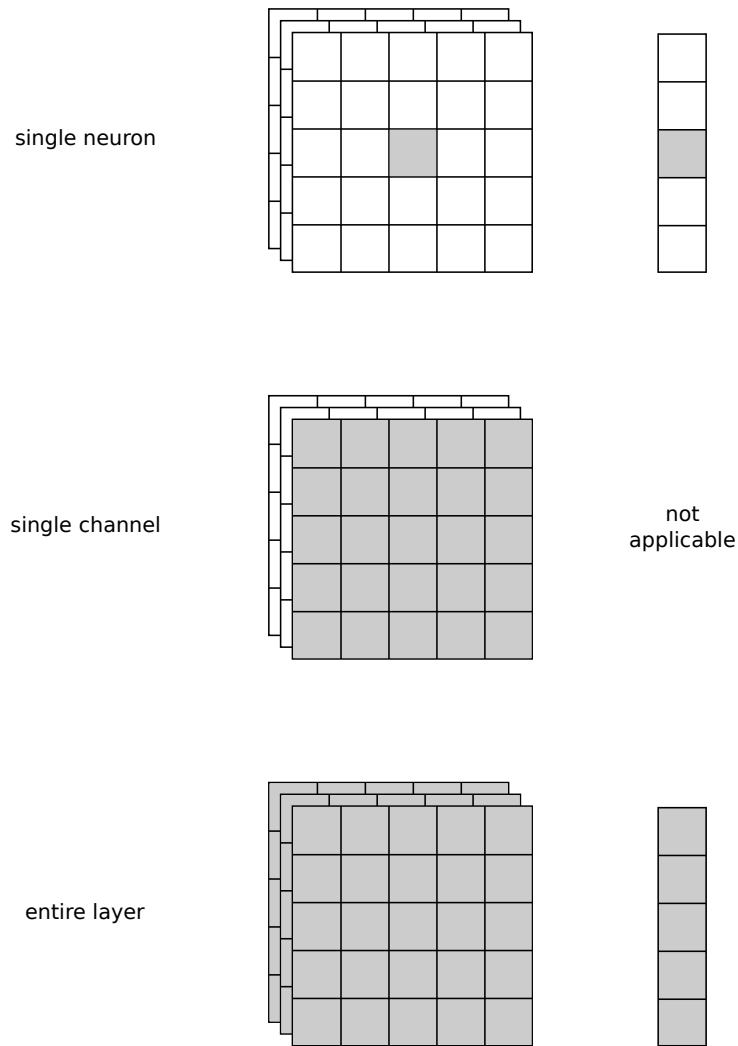 single neuron
single channel
not
applicable
entire layer